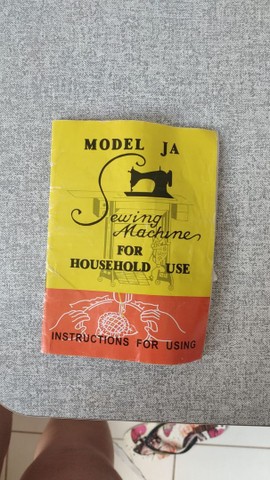 MODEL JA
Sewing
Machine
FOR
HOUSEHOLD USE
INSTRUCTIONS FOR USING